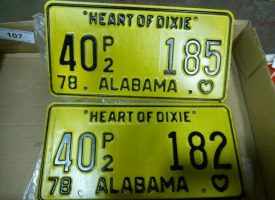 107
"HEART OF DIXIE"
40 P2 185
78. ALABAMA .
"HEART OF DIXIE"
40 P2 182
78. ALABAMA .